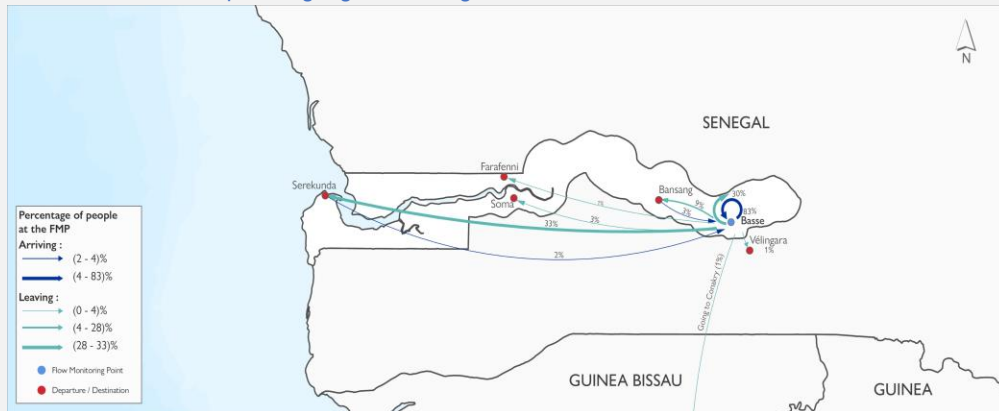 N
SENEGAL
Farafenni
Serekunda
Bansang
Soma
30%
9%
83%
Basse
3%
33%
Vélingara
1%
2%
Going to Conakry (1%)
GUINEA BISSAU
GUINEA
Percentage of people
at the FMP
Arriving :
(2 - 4)%
(4 - 83)%
Leaving :
(0 - 4)%
(4 - 28)%
(28 - 33)%
Flow Monitoring Point
Departure / Destination